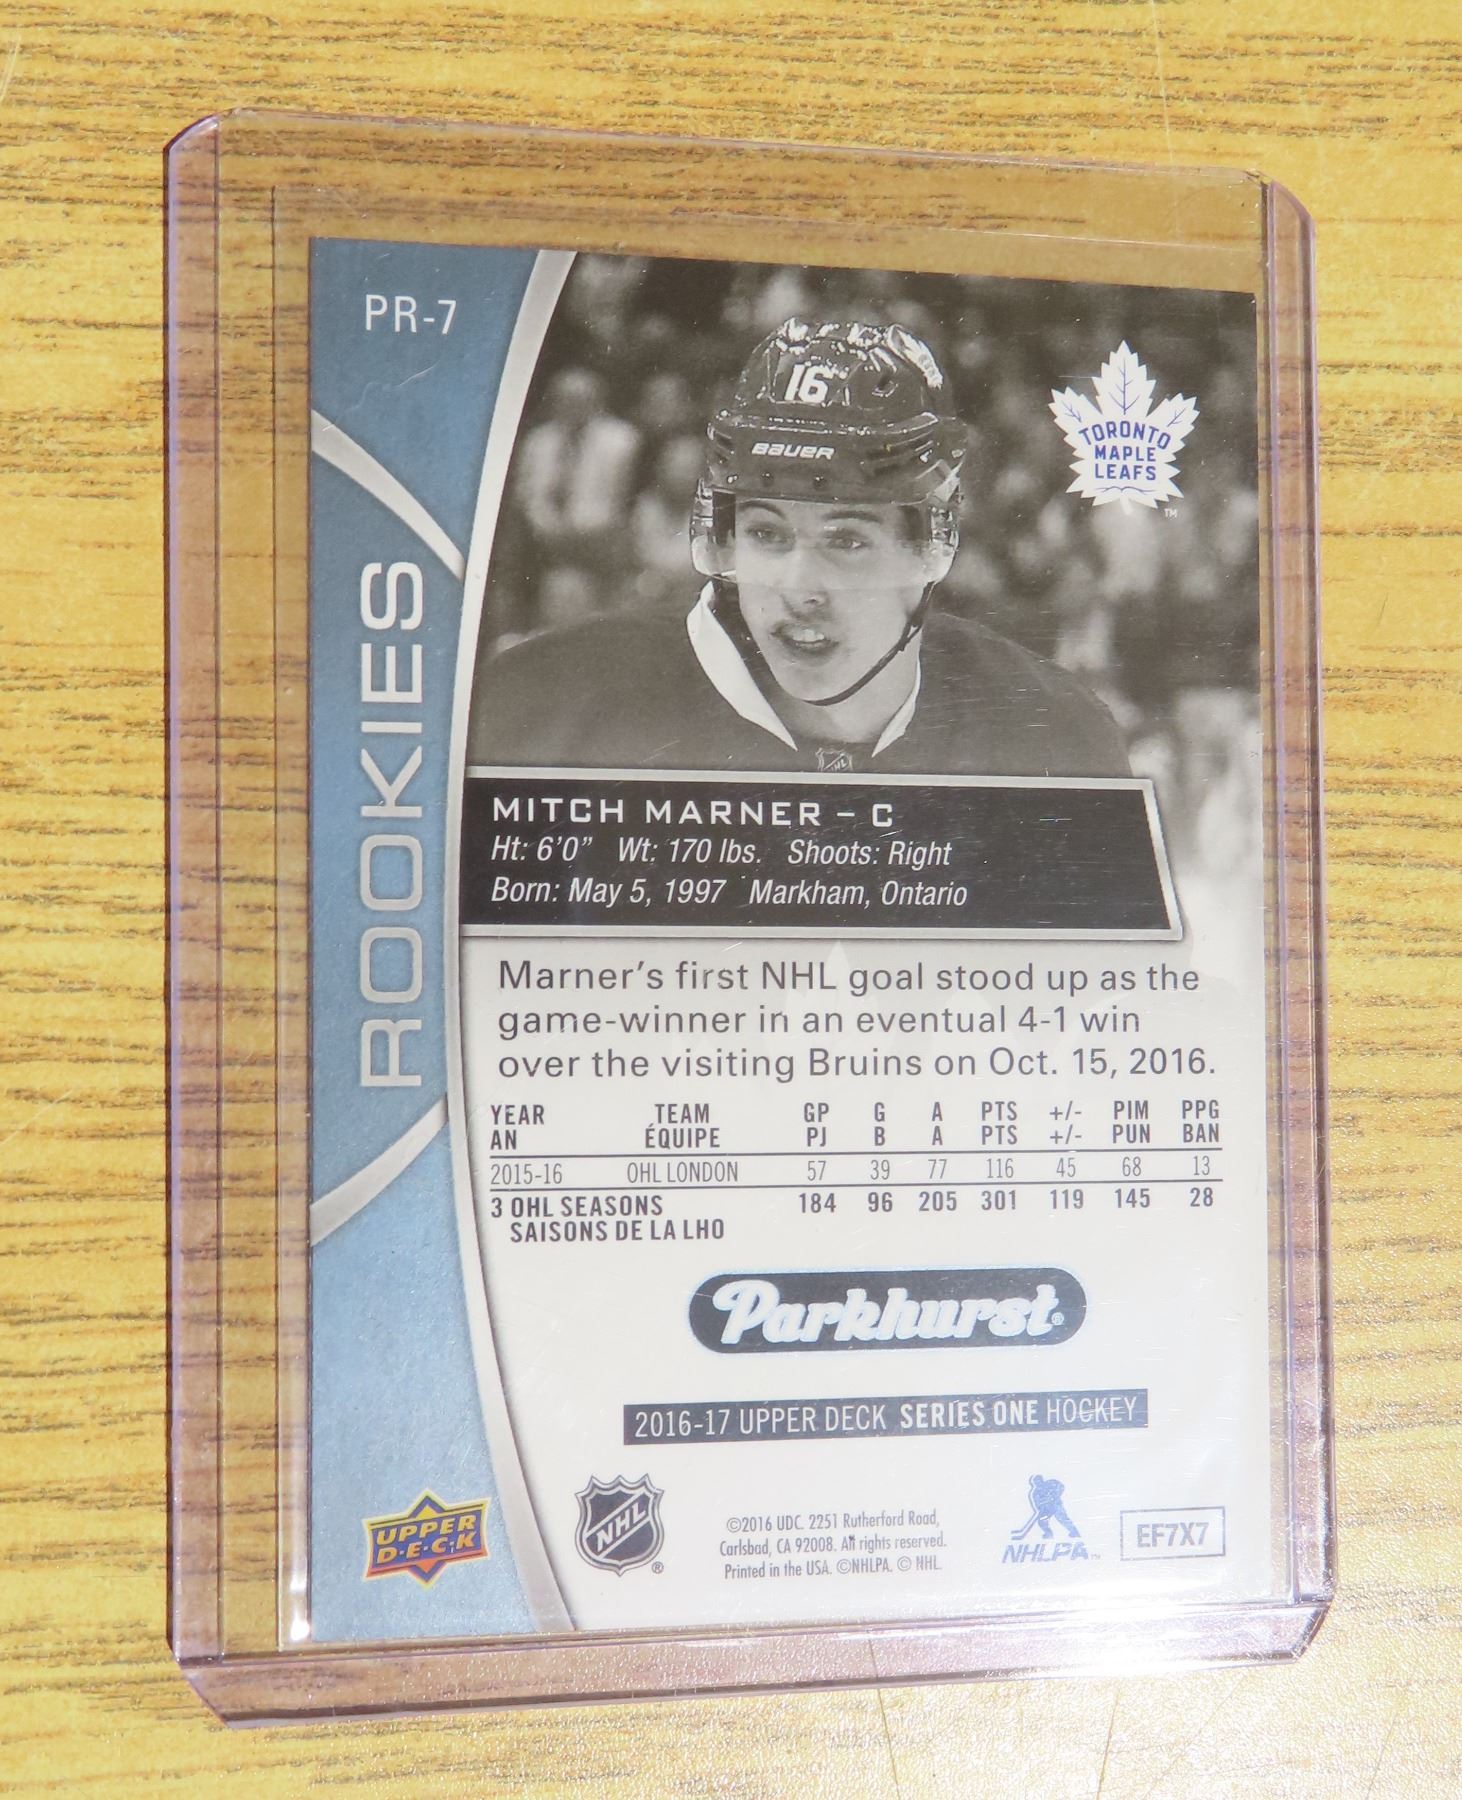 PR-7
ROOKIES
16
BAUER
TORONTO
MAPLE
LEAFS
TM
MITCH MARNER – C
Ht: 6'0" Wt: 170 lbs. Shoots: Right
Born: May 5, 1997 Markham, Ontario
Marner's first NHL goal stood up as the
game-winner in an eventual 4-1 win
over the visiting Bruins on Oct. 15, 2016.
YEAR TEAM GP G A PTS +/- PIM PPG
AN ÉQUIPE PJ B A PTS +/- PUN BAN
2015-16 OHL LONDON 57 39 77 116 45 68 13
3 OHL SEASONS 184 96 205 301 119 145 28
SAISONS DE LA LHO
Parkhurst®
2016-17 UPPER DECK SERIES ONE HOCKEY
UPPER
D·E·C·K
NHL®
©2016 UDC. 2251 Rutherford Road,
Carlsbad, CA 92008. All rights reserved.
Printed in the USA. ©NHLPA. © NHL.
NHLPA™
EF7X7